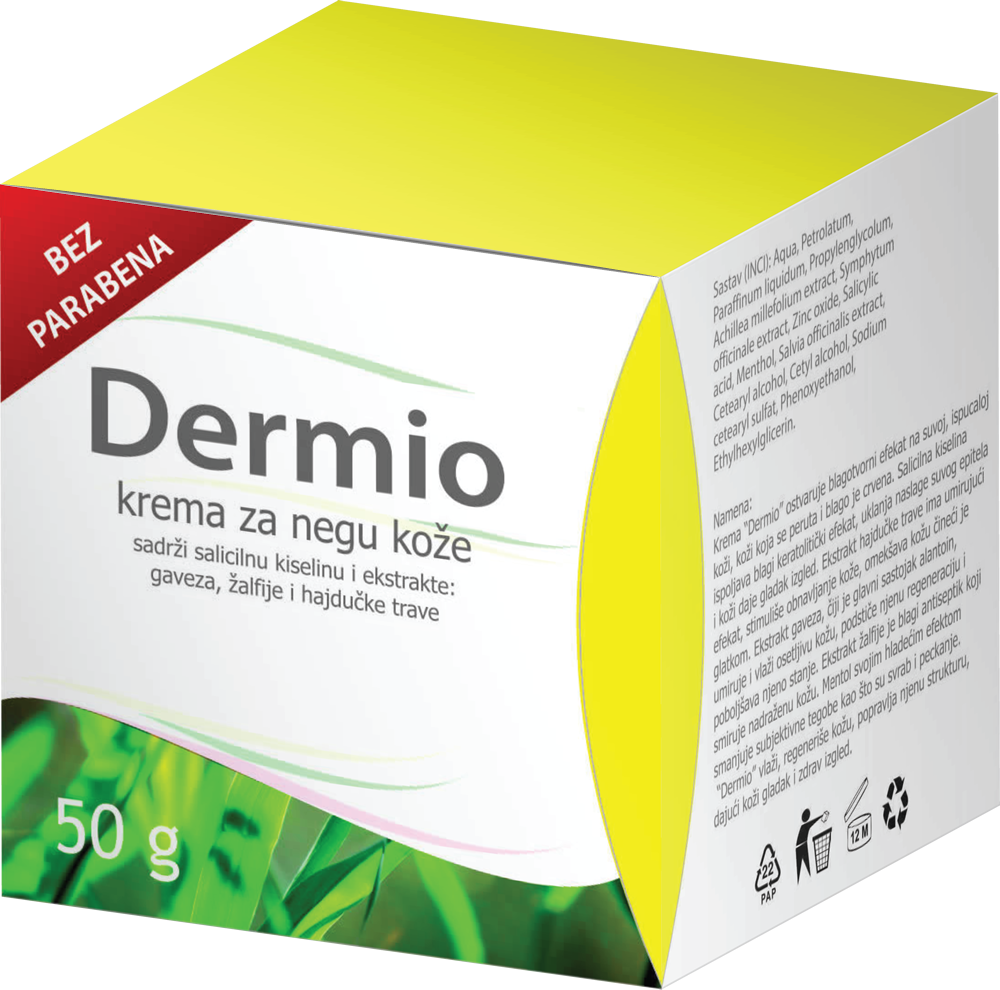 BEZ
PARABENA
Dermio
krema za negu kože
sadrži salicilnu kiselinu i ekstrakte:
gaveza, žalfije i hajdučke trave
50 g
Sastav (INCI): Aqua, Petrolatum,
Paraffinum liquidum, Propylenglycolum,
Achillea millefolium extract, Symphytum
officinale extract, Zinc oxide, Salicylic
acid, Menthol, Salvia officinalis extract,
Cetearyl alcohol, Cetyl alcohol, Sodium
cetearyl sulfat, Phenoxyethanol,
Ethylhexylglicerin.
Namena:
Krema "Dermio" ostvaruje blagotvorni efekat na suvoj, ispucaloj
koži, koži koja se peruta i blago je crvena. Salicilna kiselina
ispoljava blagi keratolitički efekat, uklanja naslage suvog epitela
i koži daje gladak izgled. Ekstrakt hajdučke trave ima umirujući
efekat, stimuliše obnavljanje kože, omekšava kožu čineći je
glatkom. Ekstrakt gaveza, čiji je glavni sastojak alantoin,
umiruje i vlaži osetljivu kožu, podstiče njenu regeneraciju i
poboljšava njeno stanje. Ekstrakt žalfije je blagi antiseptik koji
smiruje nadraženu kožu. Mentol svojim hladećim efektom
smanjuje subjektivne tegobe kao što su svrab i peckanje.
"Dermio" vlaži, regeneriše kožu, popravlja njenu strukturu,
dajući koži gladak i zdrav izgled.
22
PAP
12 M